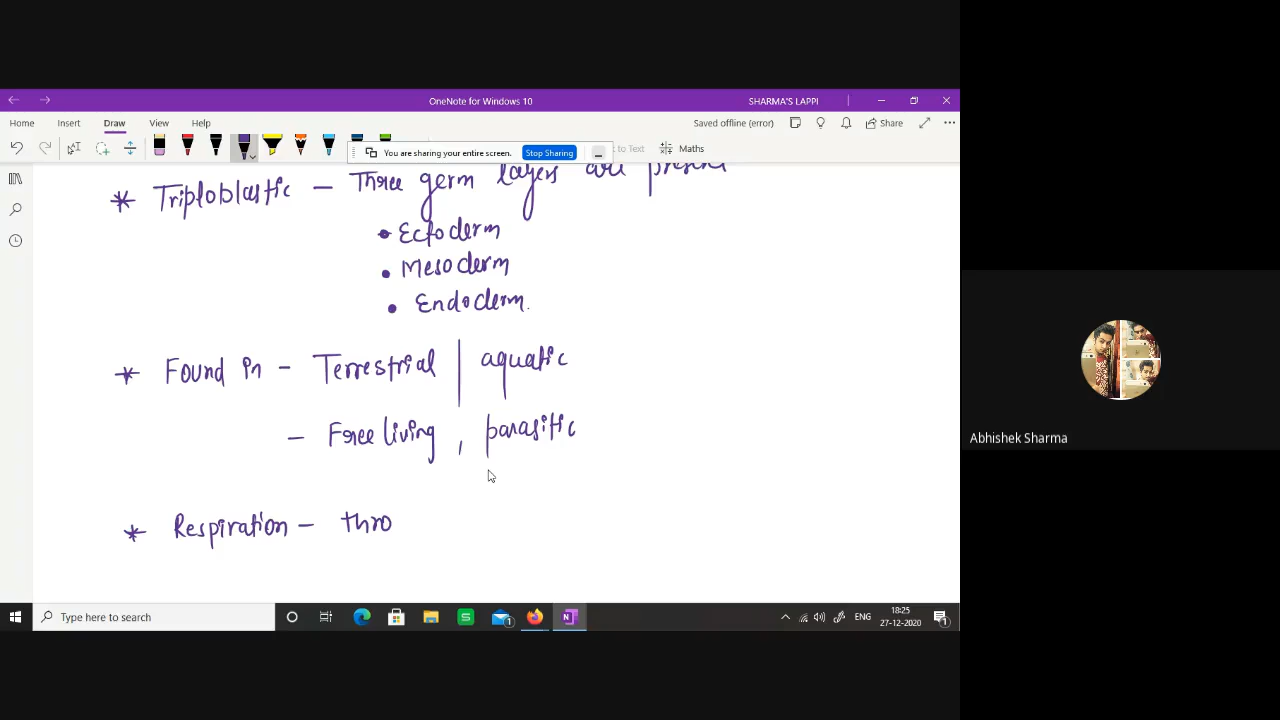 OneNote for Windows 10
SHARMA'S LAPPI
Home Insert Draw View Help
Saved offline (error)
Share
You are sharing your entire screen.
Stop Sharing
to Text
Maths
* Triploblastic – Three germ layers are present
• Ectoderm
• Mesoderm
• Endoderm.
* Found in – Terrestrial | aquatic
– Free living , parasitic
* Respiration – thro
Abhishek Sharma
Type here to search
ENG
18:25
27-12-2020